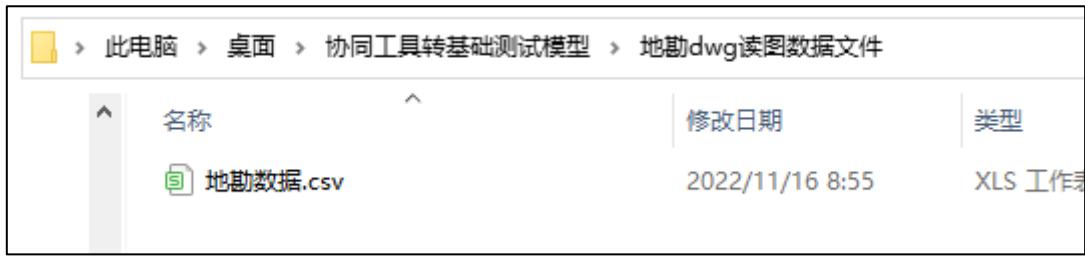 此电脑 > 桌面 > 协同工具转基础测试模型 > 地勘dwg读图数据文件
名称 修改日期 类型
地勘数据.csv 2022/11/16 8:55 XLS 工作